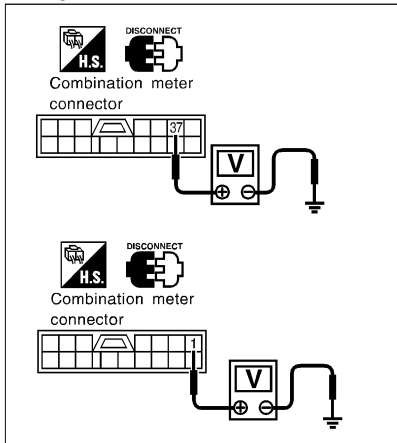 DISCONNECT
H.S.
Combination meter
connector
37
V
⊕ ⊖
DISCONNECT
H.S.
Combination meter
connector
1
V
⊕ ⊖